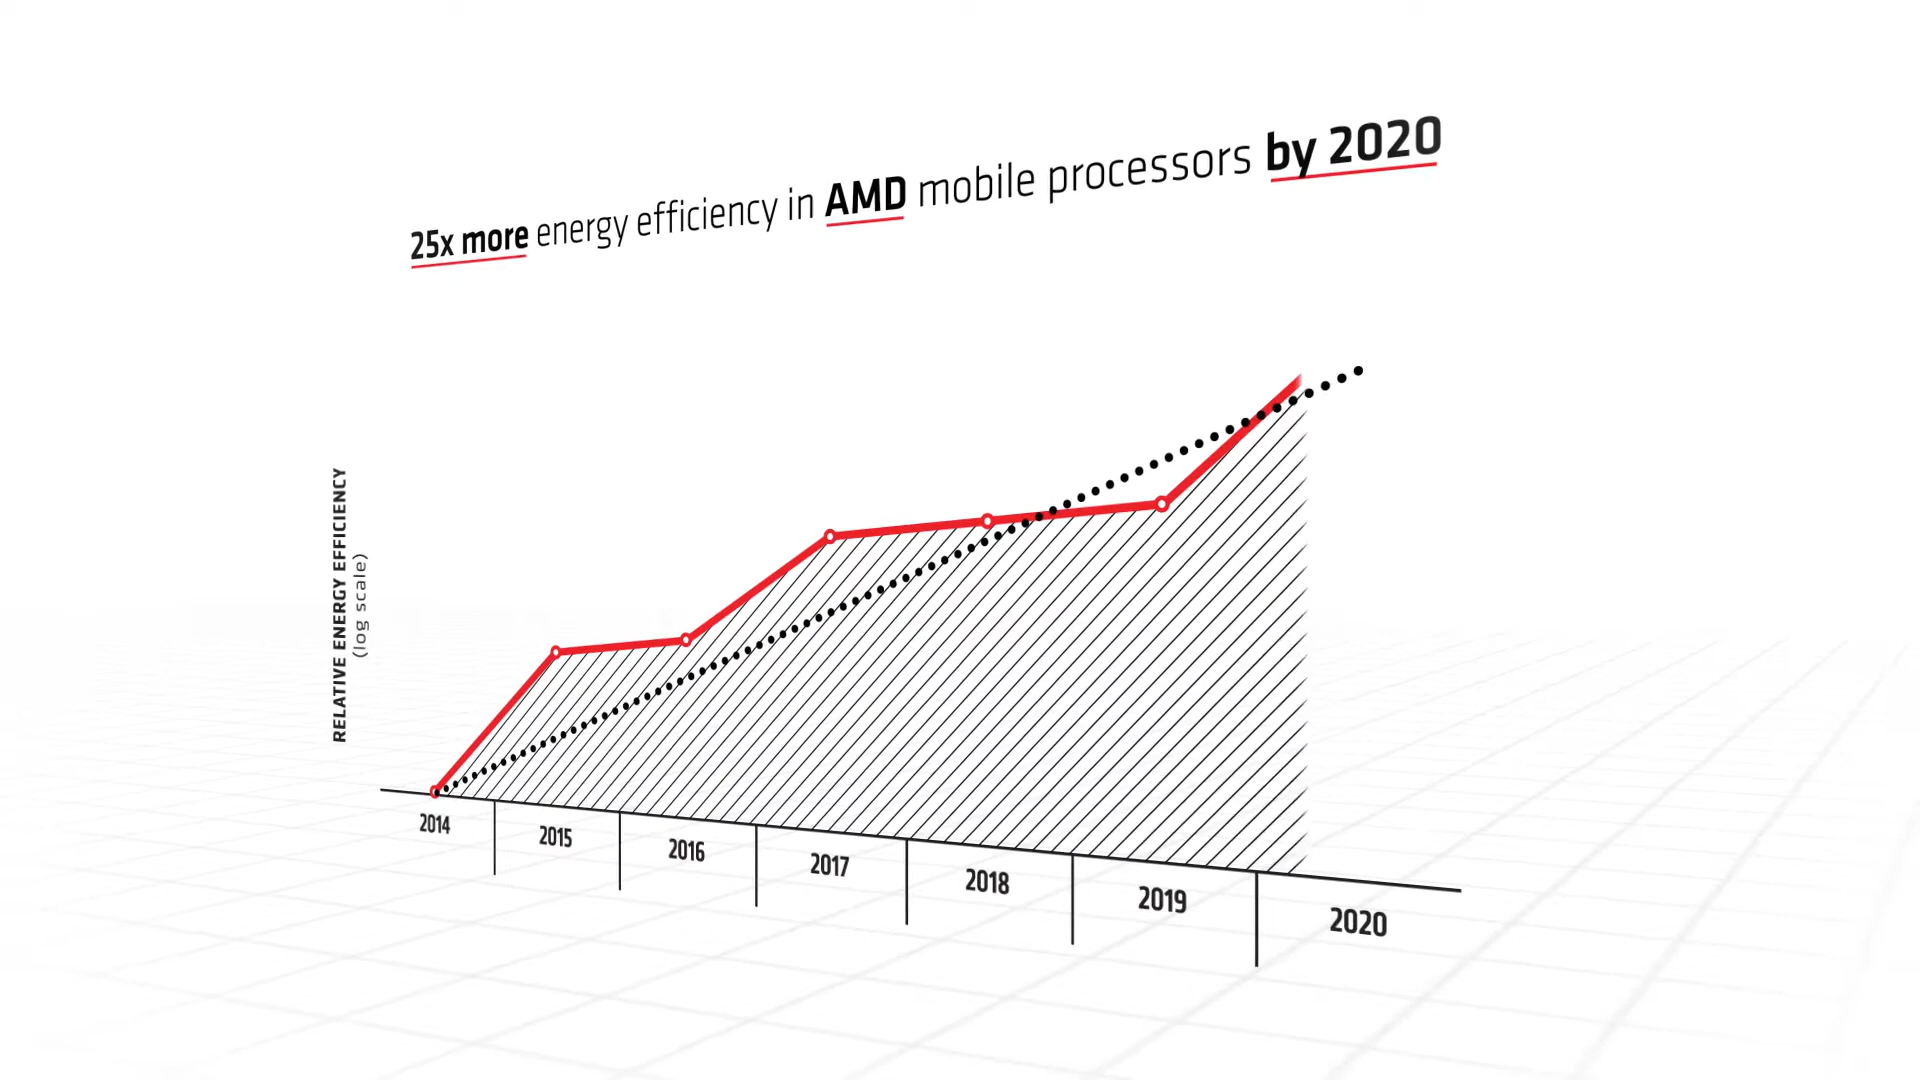 25x more energy efficiency in AMD mobile processors by 2020
RELATIVE ENERGY EFFICIENCY
(log scale)
2014
2015
2016
2017
2018
2019
2020